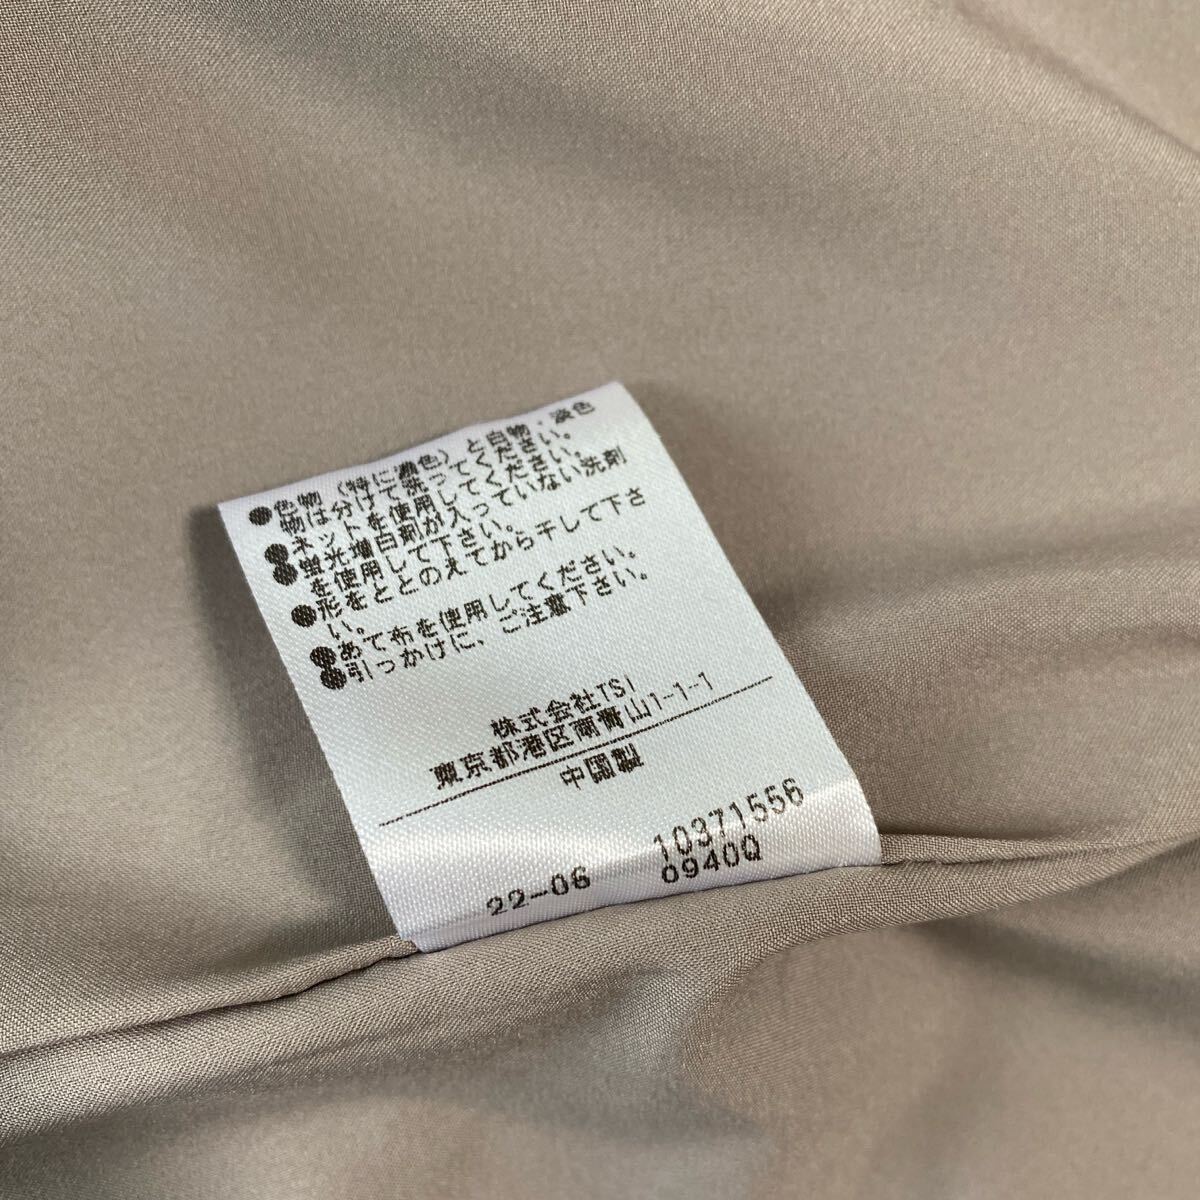 ●色物(特に濃色)と白物・淡色
物は分けて洗ってください。
●ネットを使用してください。
●蛍光増白剤が入っていない洗剤
を使用して下さい。
●形をととのえてから干して下さ
い。
●あて布を使用してください。
●引っかけに、ご注意下さい。
株式会社TSI
東京都港区南青山1-1-1
中国製
10371556
22-06 0940Q